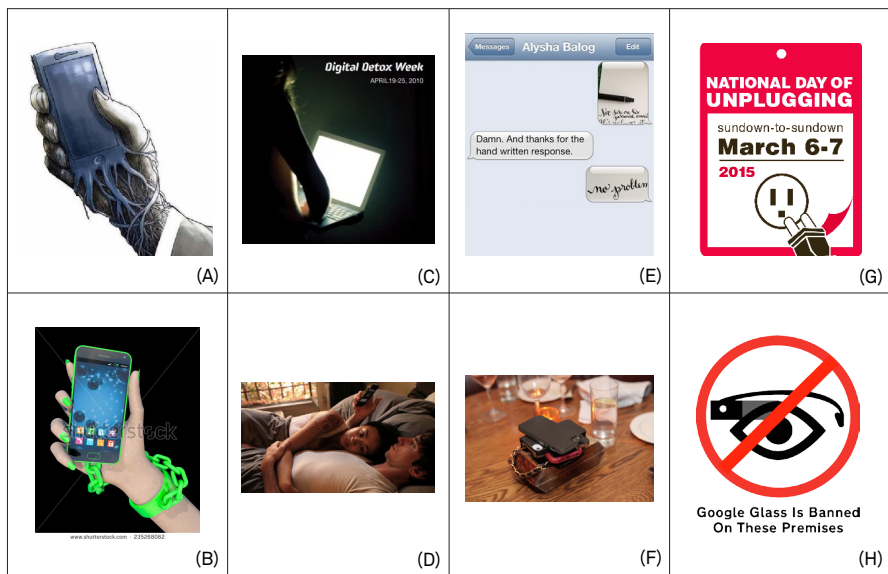 (A)
Digital Detox Week
APRIL 19-25, 2010
(C)
Messages
Alysha Balog
Edit
Damn. And thanks for the
hand written response.
no problem
(E)
NATIONAL DAY OF
UNPLUGGING
sundown-to-sundown
March 6-7
2015
(G)
shutterstock
www.shutterstock.com · 235268062
(B)
(D)
(F)
Google Glass Is Banned
On These Premises
(H)